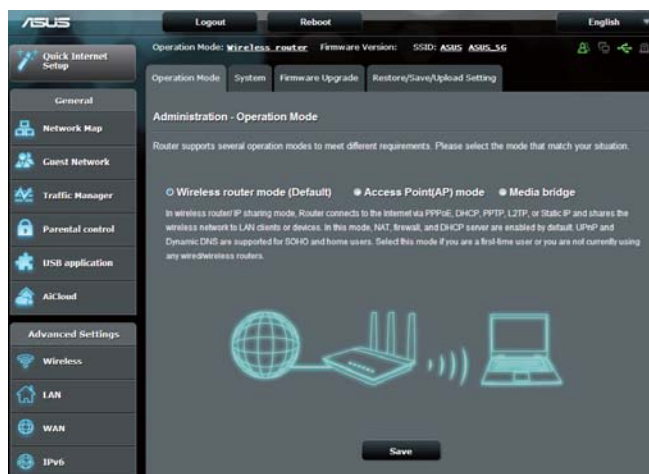 ASUS
Logout
Reboot
English
Quick Internet Setup
Operation Mode: Wireless router Firmware Version: SSID: ASUS ASUS_5G
Operation Mode
System
Firmware Upgrade
Restore/Save/Upload Setting
General
Network Map
Guest Network
Traffic Manager
Parental control
USB application
AiCloud
Advanced Settings
Wireless
LAN
WAN
IPv6
Administration - Operation Mode
Router supports several operation modes to meet different requirements. Please select the mode that match your situation.
Wireless router mode (Default)
Access Point(AP) mode
Media bridge
In wireless router/ IP sharing mode, Router connects to the Internet via PPPoE, DHCP, PPTP, L2TP, or Static IP and shares the
wireless network to LAN clients or devices. In this mode, NAT, firewall, and DHCP server are enabled by default. UPnP and
Dynamic DNS are supported for SOHO and home users. Select this mode if you are a first-time user or you are not currently using
any wired/wireless routers.
Save